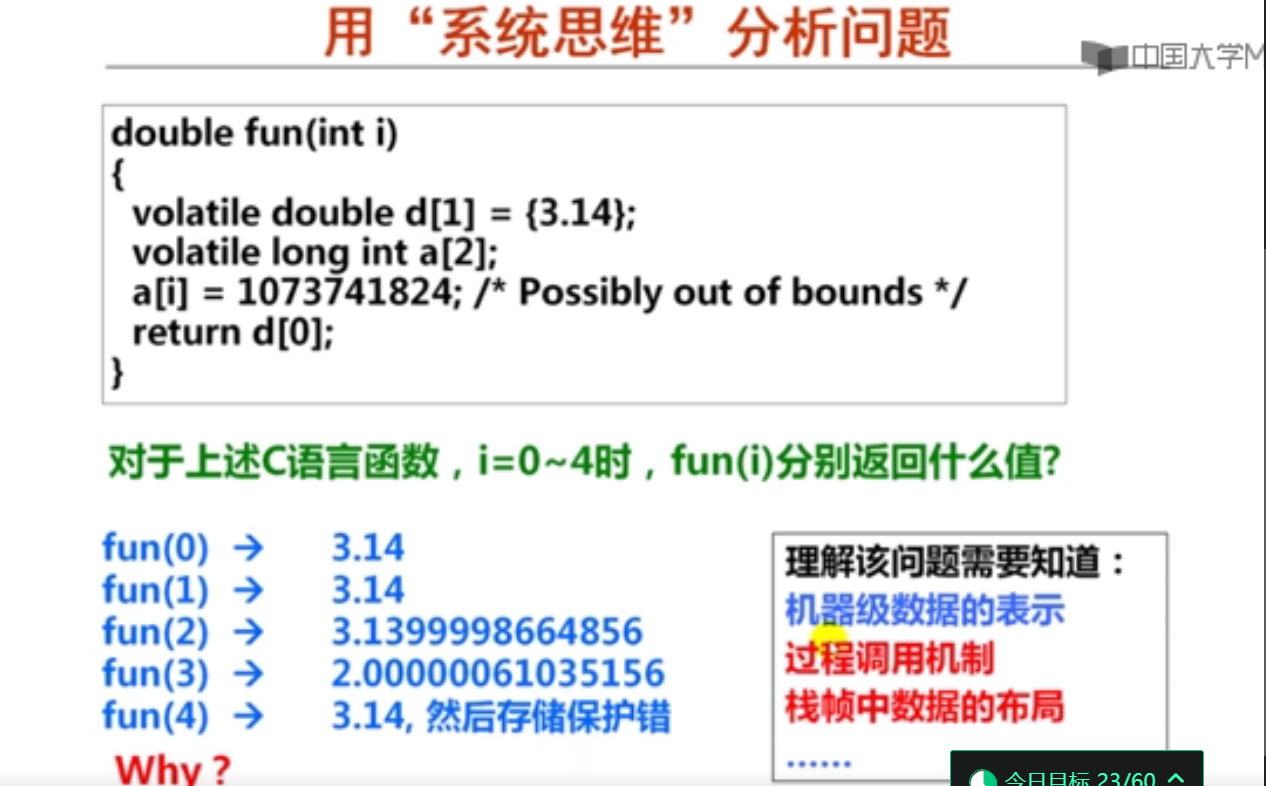 用“系统思维”分析问题
中国大学M
double fun(int i)
{
volatile double d[1] = {3.14};
volatile long int a[2];
a[i] = 1073741824; /* Possibly out of bounds */
return d[0];
}
对于上述C语言函数，i=0~4时，fun(i)分别返回什么值?
fun(0) → 3.14
fun(1) → 3.14
fun(2) → 3.1399998664856
fun(3) → 2.00000061035156
fun(4) → 3.14, 然后存储保护错
Why ?
理解该问题需要知道：
机器级数据的表示
过程调用机制
栈帧中数据的布局
……
今日目标 23/60